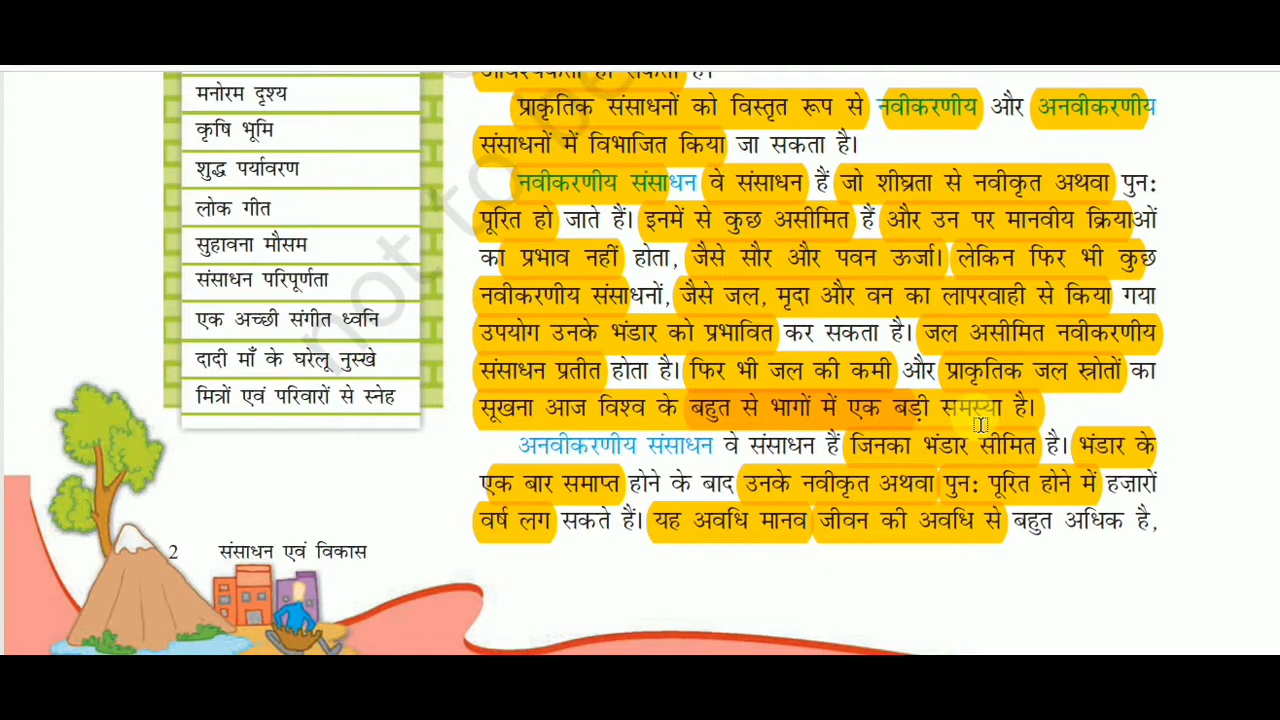 मनोरम दृश्य
कृषि भूमि
शुद्ध पर्यावरण
लोक गीत
सुहावना मौसम
संसाधन परिपूर्णता
एक अच्छी संगीत ध्वनि
दादी माँ के घरेलू नुस्खे
मित्रों एवं परिवारों से स्नेह
प्राकृतिक संसाधनों को विस्तृत रूप से नवीकरणीय और अनवीकरणीय
संसाधनों में विभाजित किया जा सकता है।
नवीकरणीय संसाधन वे संसाधन हैं जो शीघ्रता से नवीकृत अथवा पुन:
पूरित हो जाते हैं। इनमें से कुछ असीमित हैं और उन पर मानवीय क्रियाओं
का प्रभाव नहीं होता, जैसे सौर और पवन ऊर्जा। लेकिन फिर भी कुछ
नवीकरणीय संसाधनों, जैसे जल, मृदा और वन का लापरवाही से किया गया
उपयोग उनके भंडार को प्रभावित कर सकता है। जल असीमित नवीकरणीय
संसाधन प्रतीत होता है। फिर भी जल की कमी और प्राकृतिक जल स्रोतों का
सूखना आज विश्व के बहुत से भागों में एक बड़ी समस्या है।
अनवीकरणीय संसाधन वे संसाधन हैं जिनका भंडार सीमित है। भंडार के
एक बार समाप्त होने के बाद उनके नवीकृत अथवा पुन: पूरित होने में हज़ारों
वर्ष लग सकते हैं। यह अवधि मानव जीवन की अवधि से बहुत अधिक है,
2 संसाधन एवं विकास
not to be